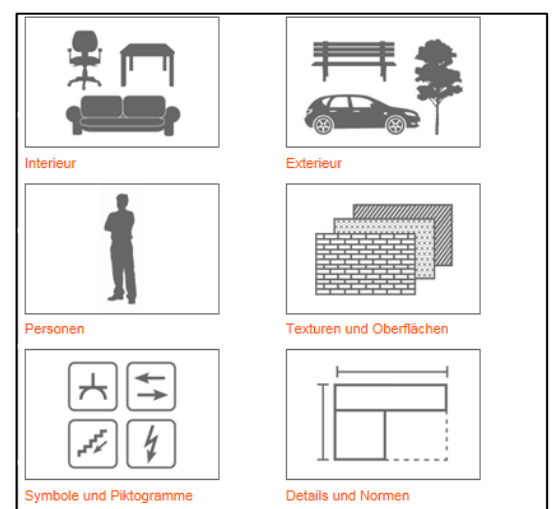 Interieur
Exterieur
Personen
Texturen und Oberflächen
Symbole und Piktogramme
Details und Normen